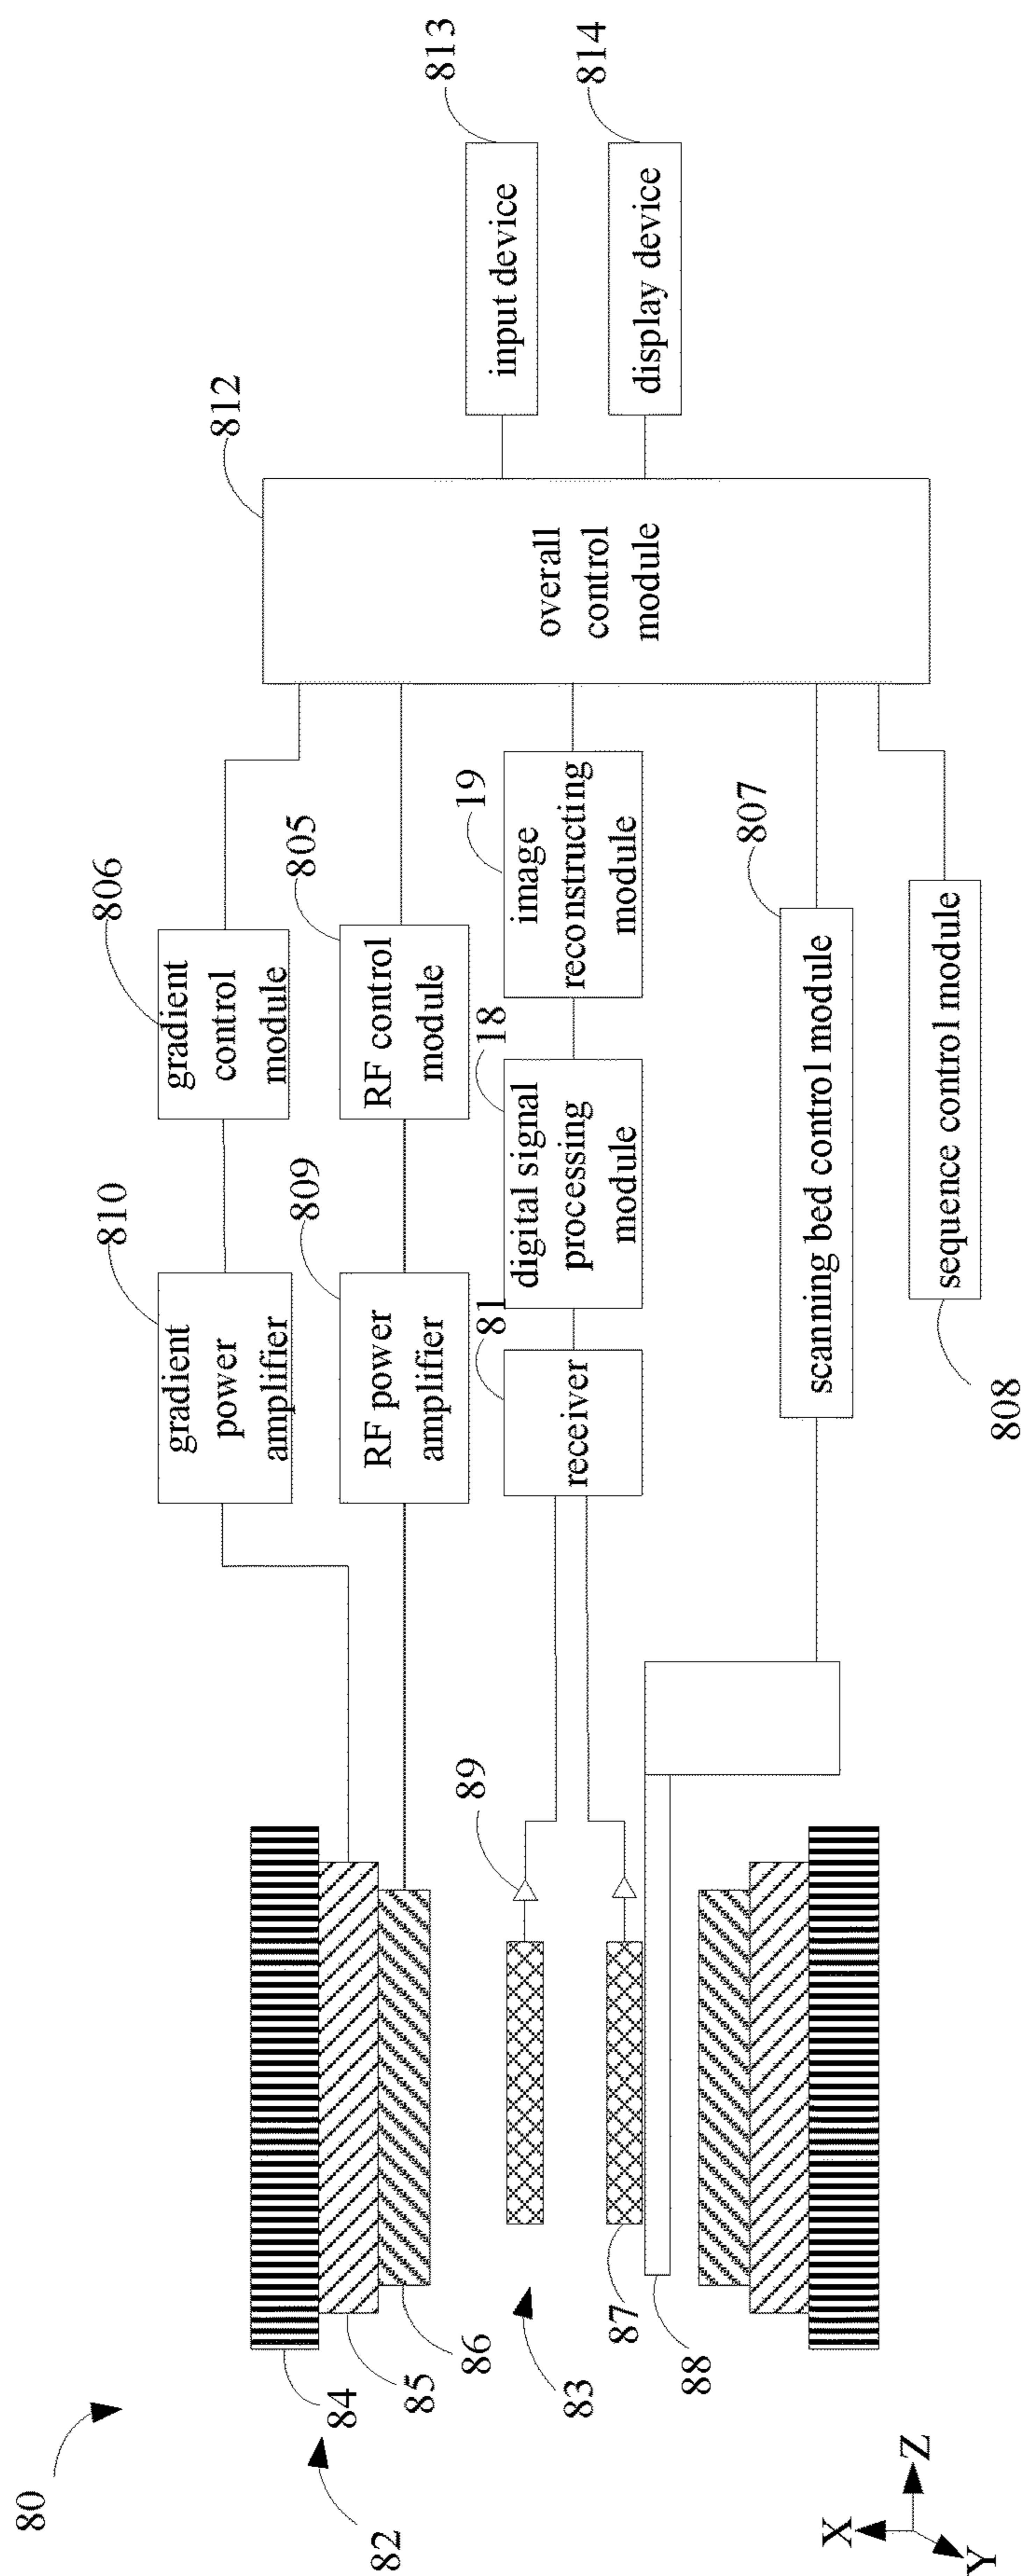 80
82
84
85
86
83
87
88
89
X
Z
Y
810
gradient
power
amplifier
806
gradient
control
module
809
RF power
amplifier
805
RF control
module
81
receiver
18
digital signal
processing
module
19
image
reconstructing
module
807
scanning bed control module
808
sequence control module
812
overall
control
module
813
input device
814
display device